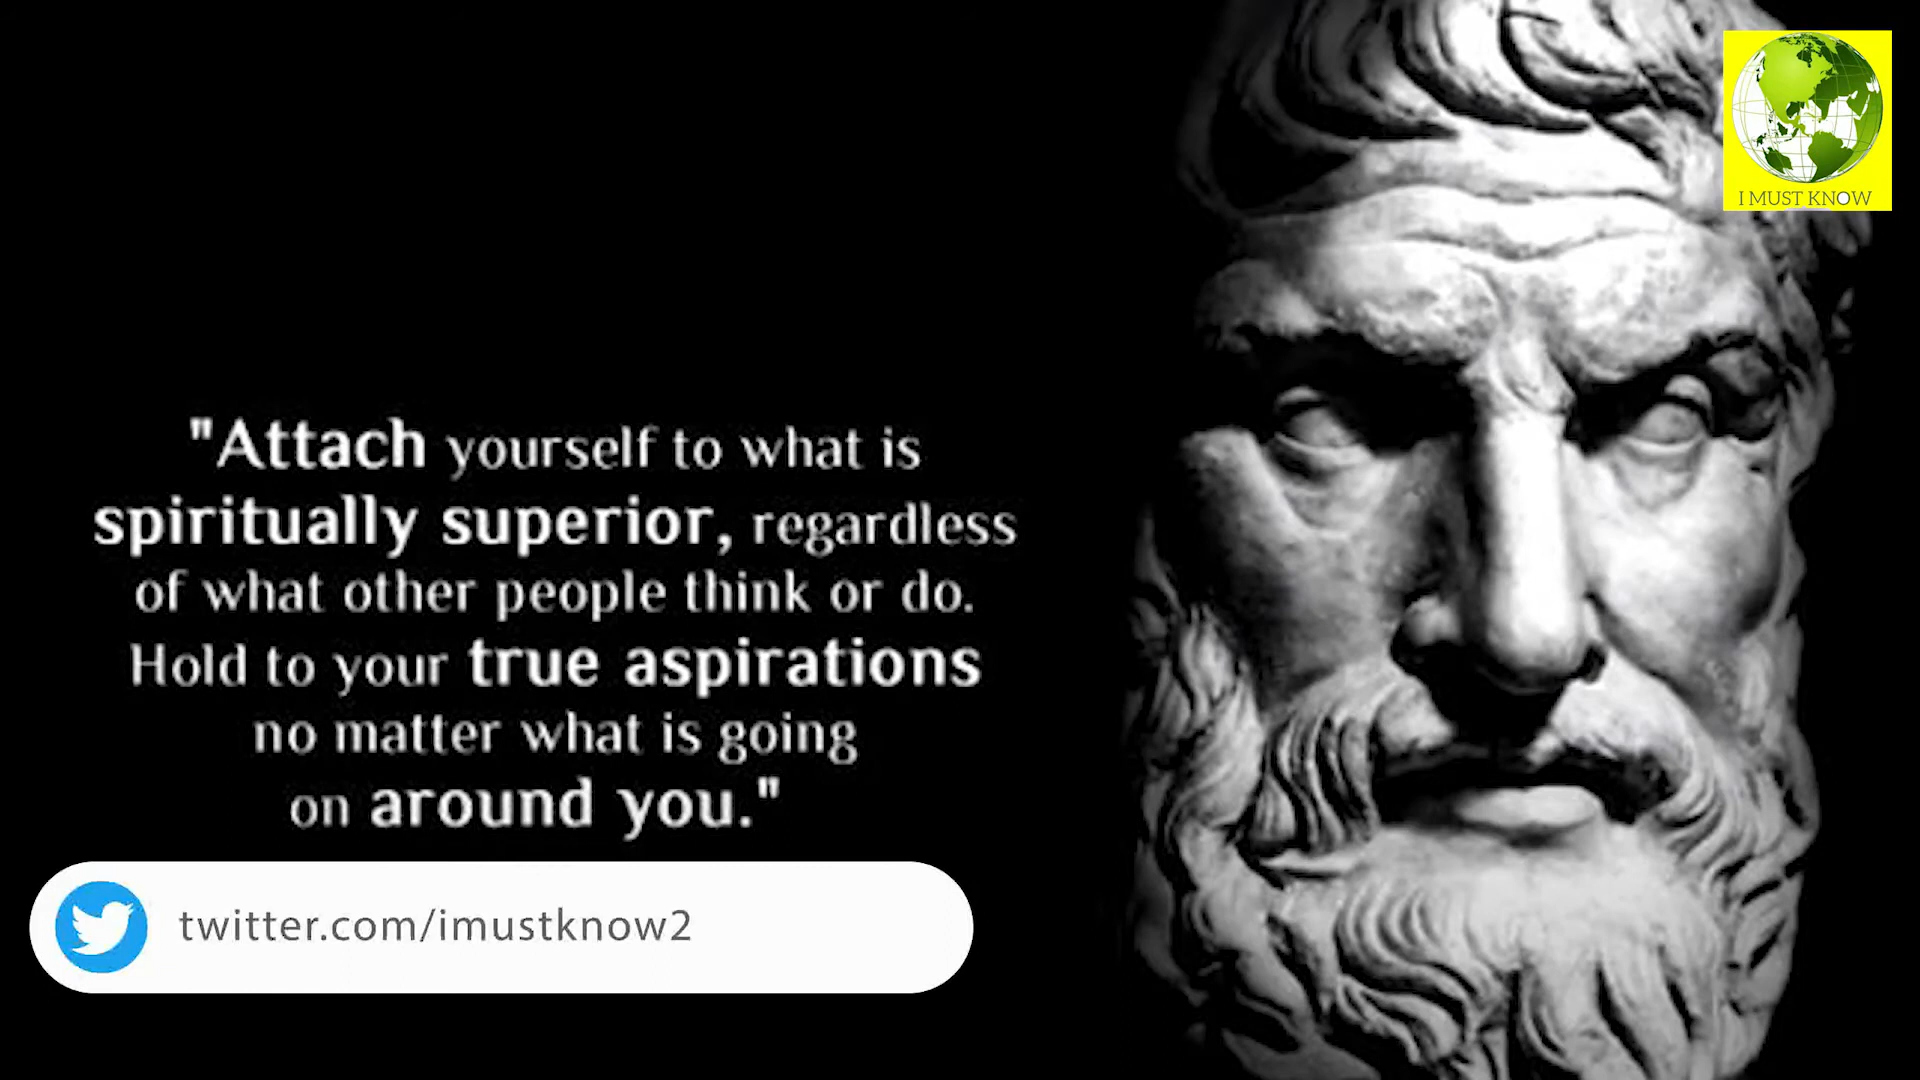 I MUST KNOW
"Attach yourself to what is
spiritually superior, regardless
of what other people think or do.
Hold to your true aspirations
no matter what is going
on around you."
twitter.com/imustknow2